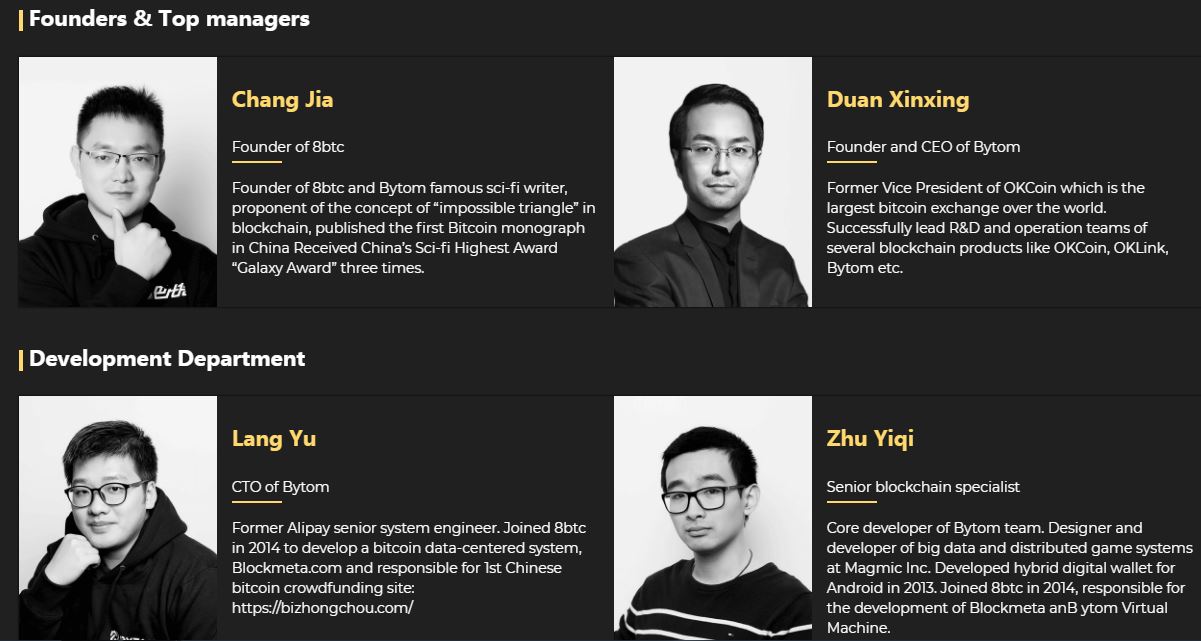 Founders & Top managers
Chang Jia
Founder of 8btc
Founder of 8btc and Bytom famous sci-fi writer,
proponent of the concept of “impossible triangle” in
blockchain, published the first Bitcoin monograph
in China Received China’s Sci-fi Highest Award
“Galaxy Award” three times.
Duan Xinxing
Founder and CEO of Bytom
Former Vice President of OKCoin which is the
largest bitcoin exchange over the world.
Successfully lead R&D and operation teams of
several blockchain products like OKCoin, OKLink,
Bytom etc.
Development Department
Lang Yu
CTO of Bytom
Former Alipay senior system engineer. Joined 8btc
in 2014 to develop a bitcoin data-centered system,
Blockmeta.com and responsible for 1st Chinese
bitcoin crowdfunding site:
https://bizhongchou.com/
Zhu Yiqi
Senior blockchain specialist
Core developer of Bytom team. Designer and
developer of big data and distributed game systems
at Magmic Inc. Developed hybrid digital wallet for
Android in 2013. Joined 8btc in 2014, responsible for
the development of Blockmeta anB ytom Virtual
Machine.